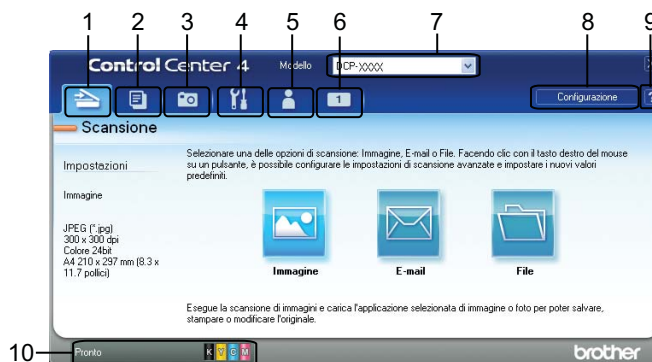 1 2 3 4 5 6 7 8 9
Control Center 4 Modello DCP-XXXX
1
Configurazione ?
Scansione
Impostazioni
Immagine
JPEG (*.jpg)
300 x 300 dpi
Colore 24bit
A4 210 x 297 mm (8.3 x
11.7 pollici)
Selezionare una delle opzioni di scansione: Immagine, E-mail o File. Facendo clic con il tasto destro del mouse
su un pulsante, è possibile configurare le impostazioni di scansione avanzate e impostare i nuovi valori
predefiniti.
Immagine E-mail File
Esegue la scansione di immagini e carica l'applicazione selezionata di immagine o foto per poter salvare,
stampare o modificare l'originale.
10 Pronto K Y C M brother